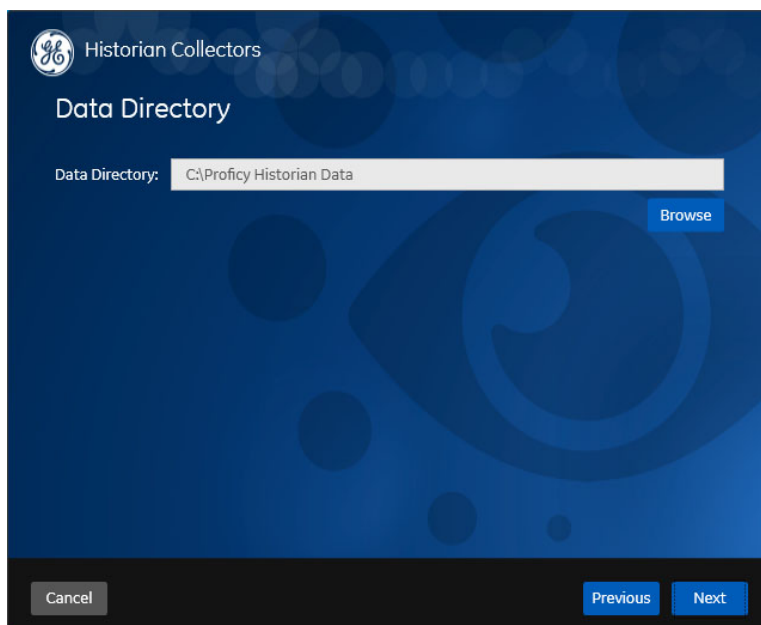 Historian Collectors
Data Directory
Data Directory: C:\Proficy Historian Data
Browse
Cancel Previous Next